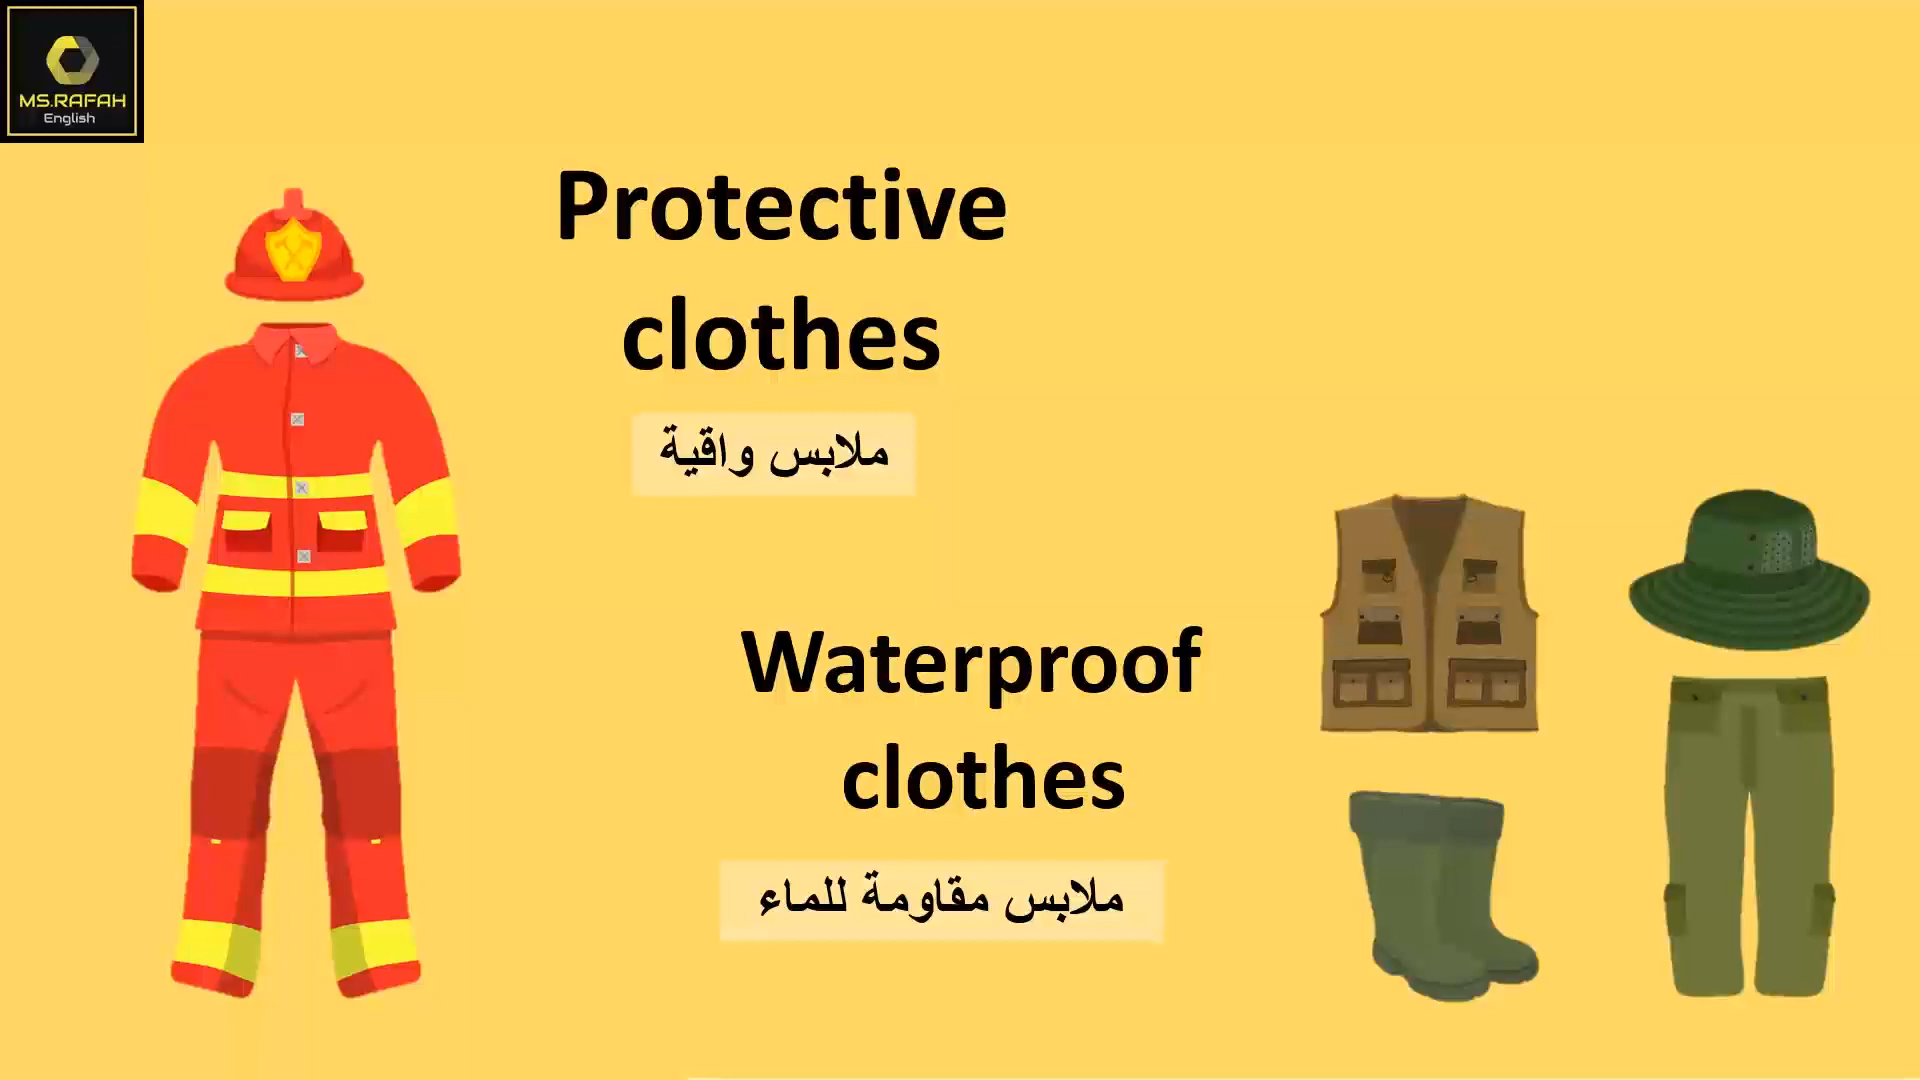 MS.RAFAH
English
Protective
clothes
ملابس واقية
Waterproof
clothes
ملابس مقاومة للماء